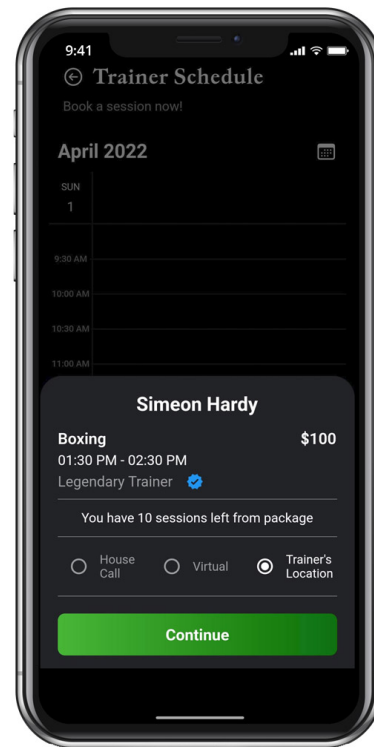 9:41
Trainer Schedule
Book a session now!
April 2022
SUN
1
9:30 AM
10:00 AM
10:30 AM
11:00 AM
Simeon Hardy
Boxing $100
01:30 PM - 02:30 PM
Legendary Trainer
You have 10 sessions left from package
House
Call
Virtual
Trainer's
Location
Continue